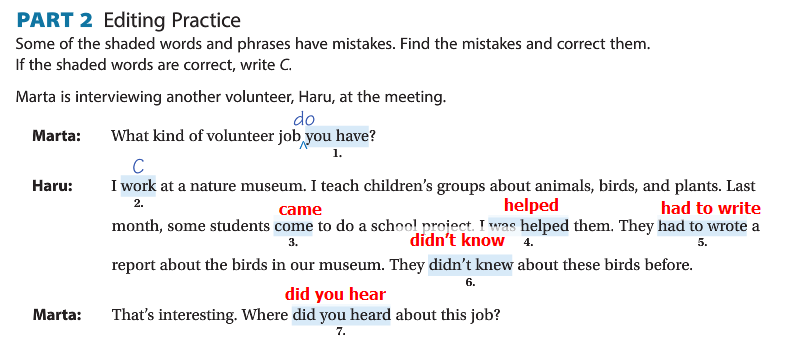 PART 2 Editing Practice
Some of the shaded words and phrases have mistakes. Find the mistakes and correct them.
If the shaded words are correct, write C.
Marta is interviewing another volunteer, Haru, at the meeting.
do
Marta: What kind of volunteer job ^ you have?
1.
C
Haru: I work at a nature museum. I teach children's groups about animals, birds, and plants. Last
2.
came helped had to write
month, some students come to do a school project. I was helped them. They had to wrote a
3. didn't know 4. 5.
report about the birds in our museum. They didn't knew about these birds before.
6.
did you hear
Marta: That's interesting. Where did you heard about this job?
7.